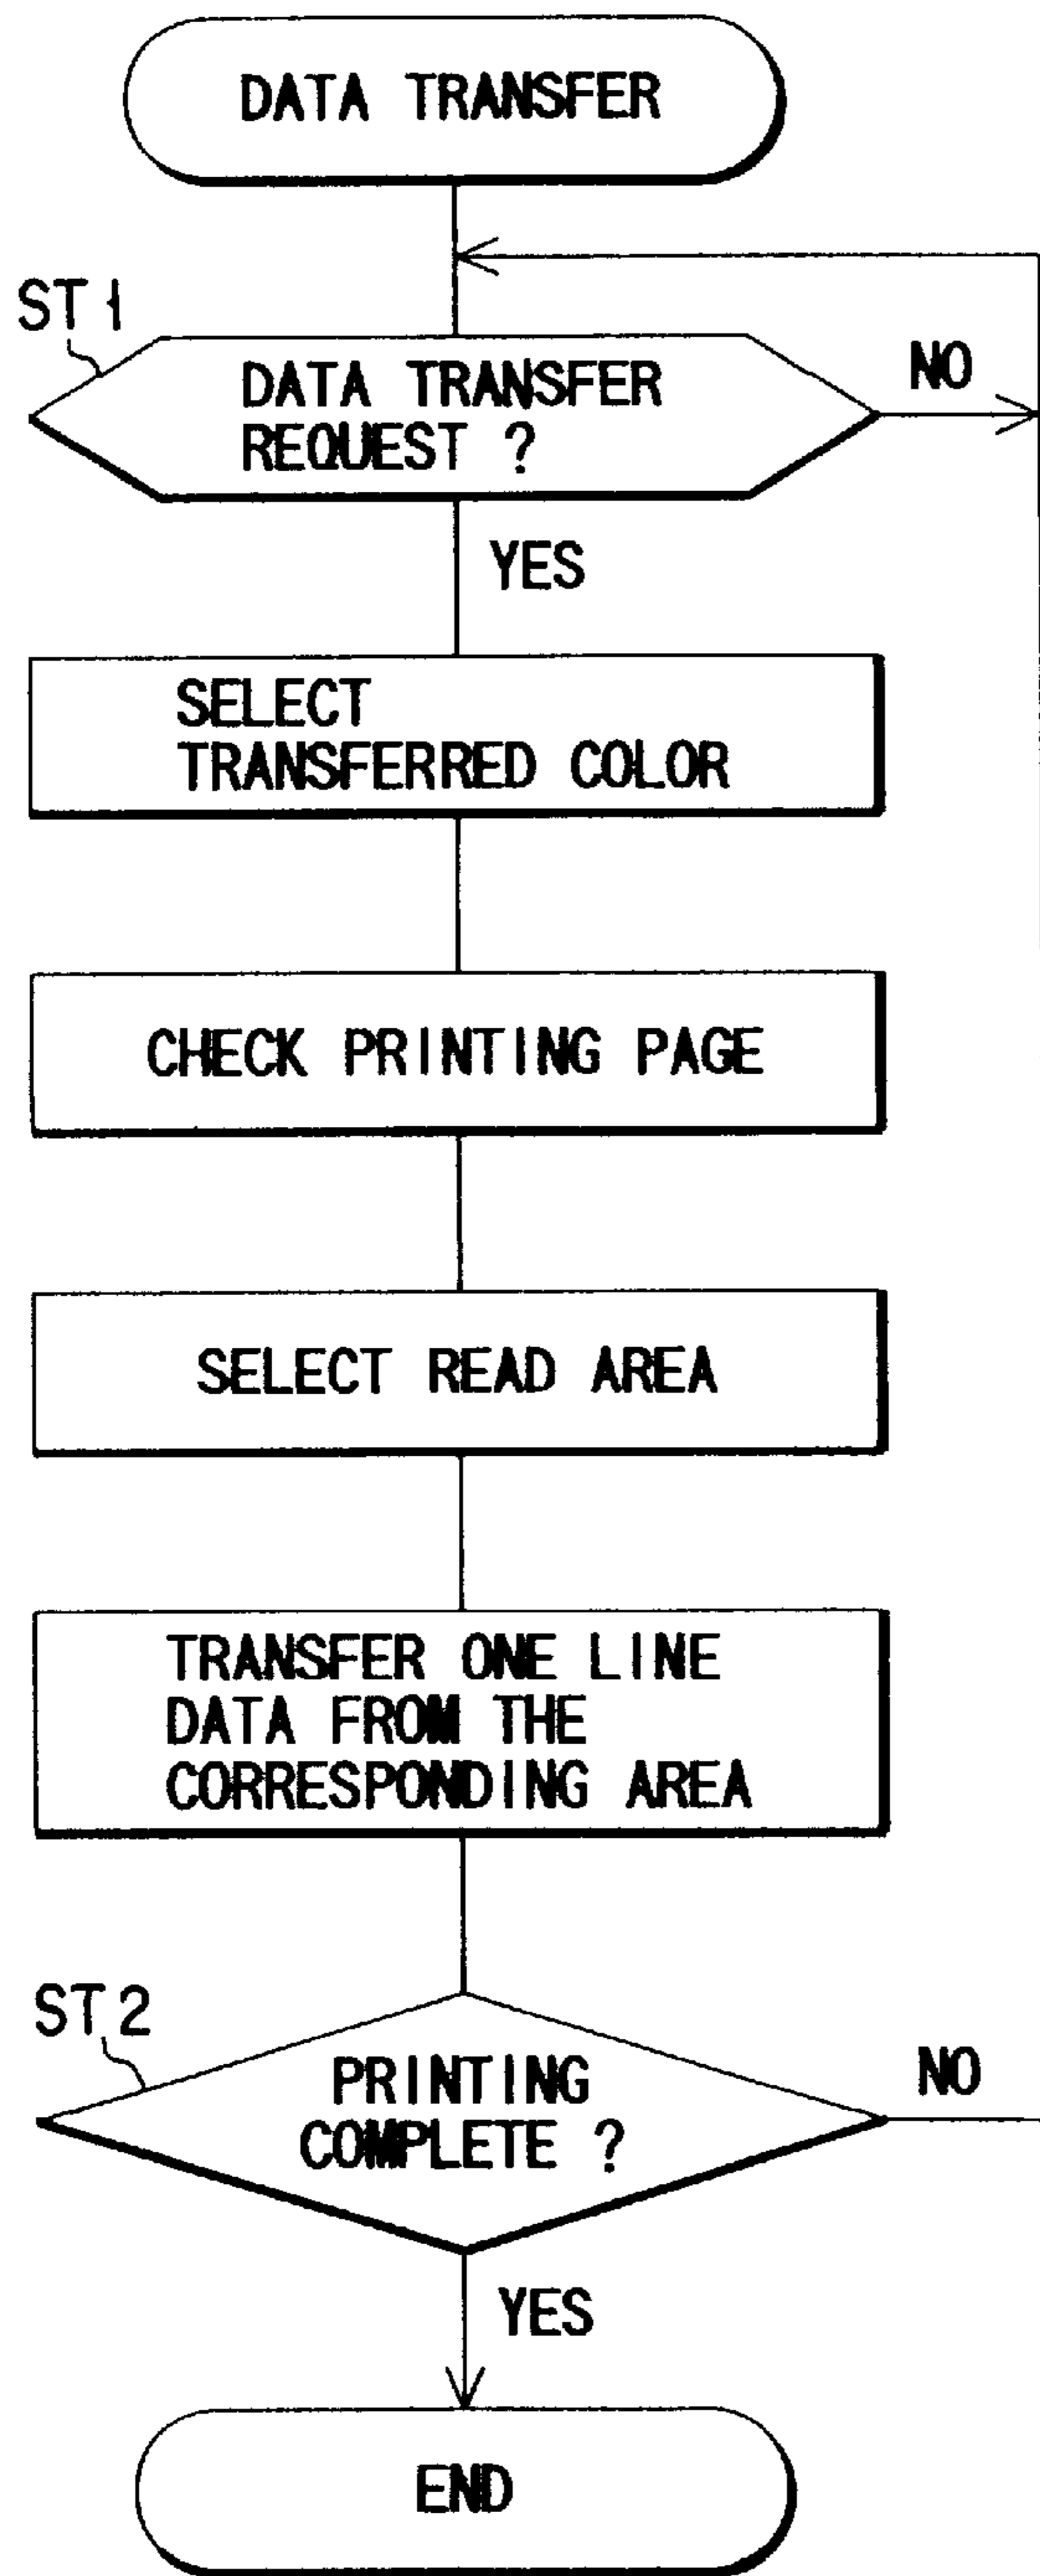 DATA TRANSFER
ST1
DATA TRANSFER
REQUEST ?
NO
YES
SELECT
TRANSFERRED COLOR
CHECK PRINTING PAGE
SELECT READ AREA
TRANSFER ONE LINE
DATA FROM THE
CORRESPONDING AREA
ST2
PRINTING
COMPLETE ?
NO
YES
END